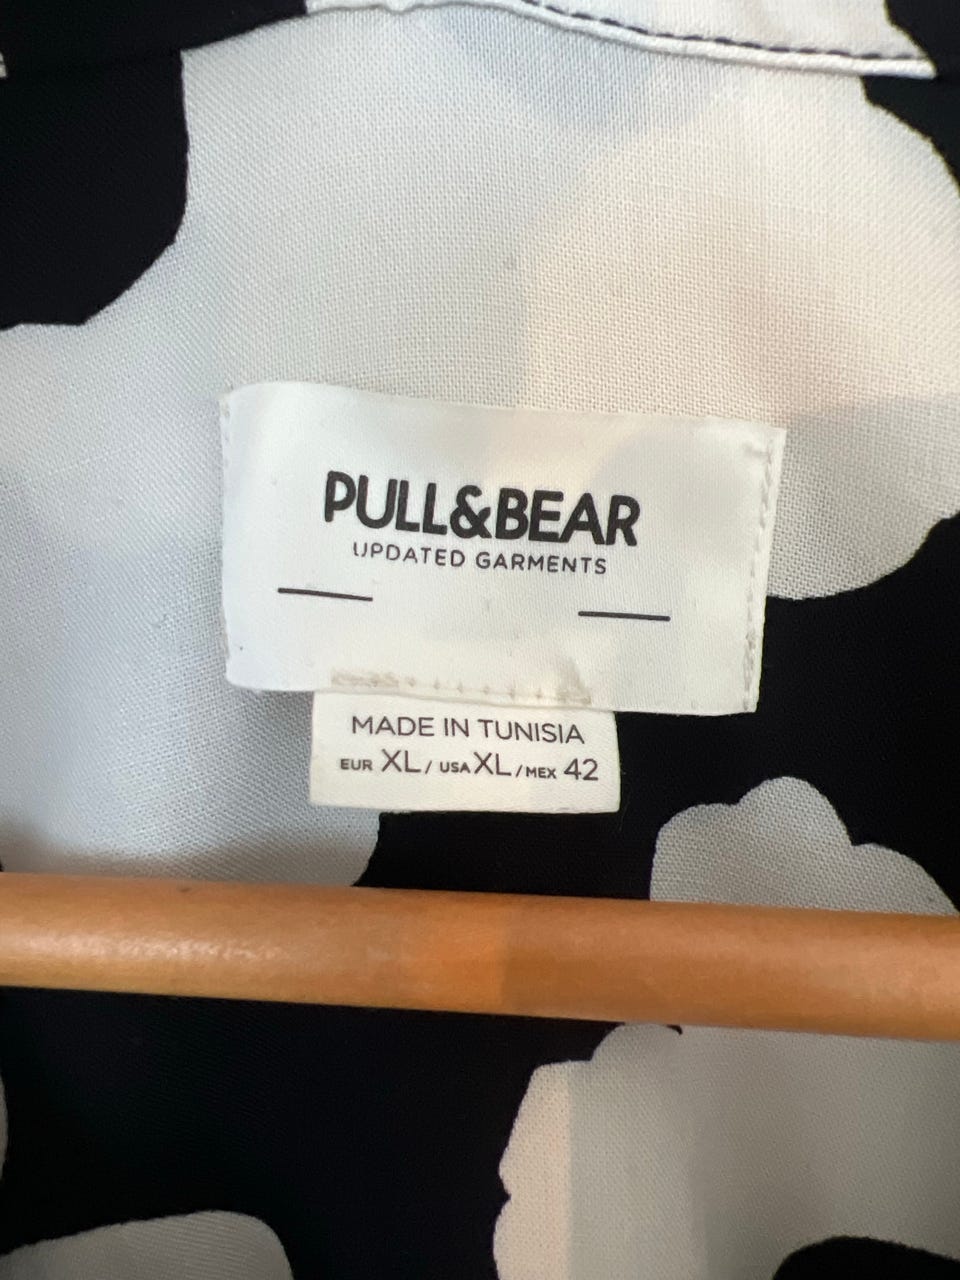 PULL&BEAR
UPDATED GARMENTS
MADE IN TUNISIA
EUR XL / USA XL / MEX 42